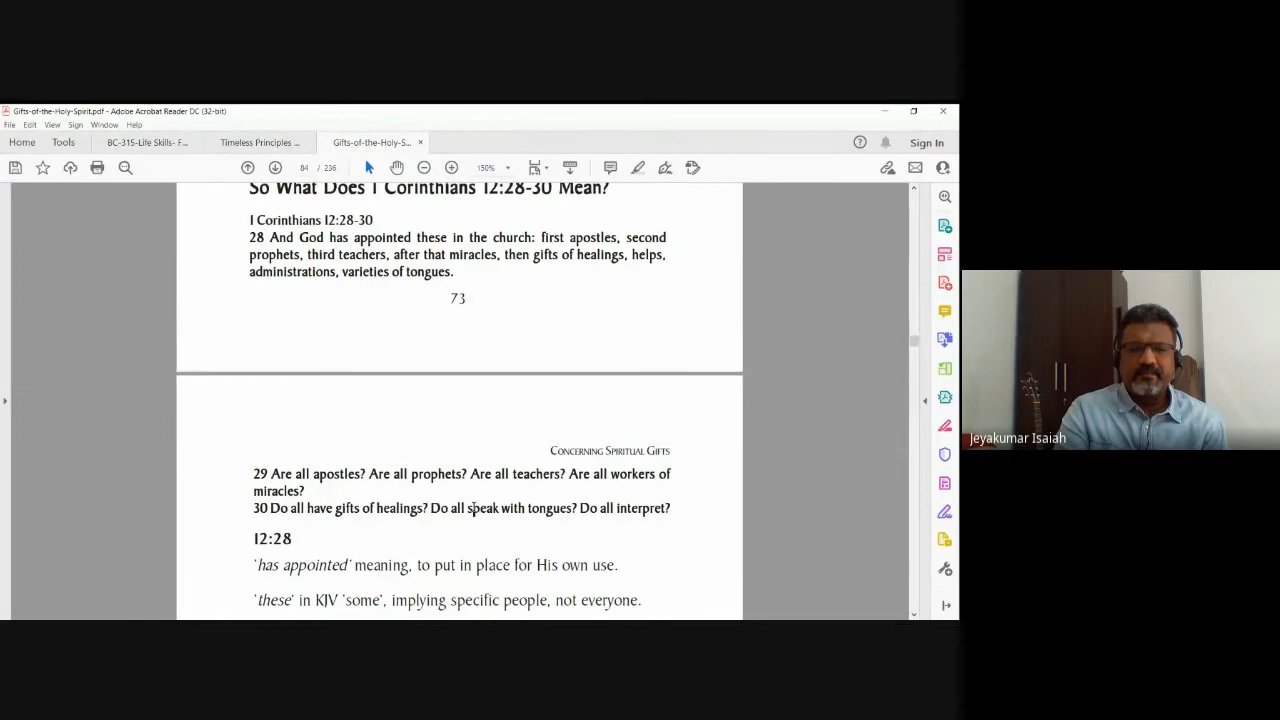 Gifts-of-the-Holy-Spirit.pdf - Adobe Acrobat Reader DC (32-bit)
File Edit View Sign Window Help
Home Tools BC-315-Life Skills- F... Timeless Principles ... Gifts-of-the-Holy-S... ×
Sign In
84 / 236 150%
So What Does 1 Corinthians 12:28-30 Mean?
1 Corinthians 12:28-30
28 And God has appointed these in the church: first apostles, second
prophets, third teachers, after that miracles, then gifts of healings, helps,
administrations, varieties of tongues.
73
CONCERNING SPIRITUAL GIFTS
29 Are all apostles? Are all prophets? Are all teachers? Are all workers of
miracles?
30 Do all have gifts of healings? Do all speak with tongues? Do all interpret?
12:28
'has appointed' meaning, to put in place for His own use.
'these' in KJV 'some', implying specific people, not everyone.
Jeyakumar Isaiah